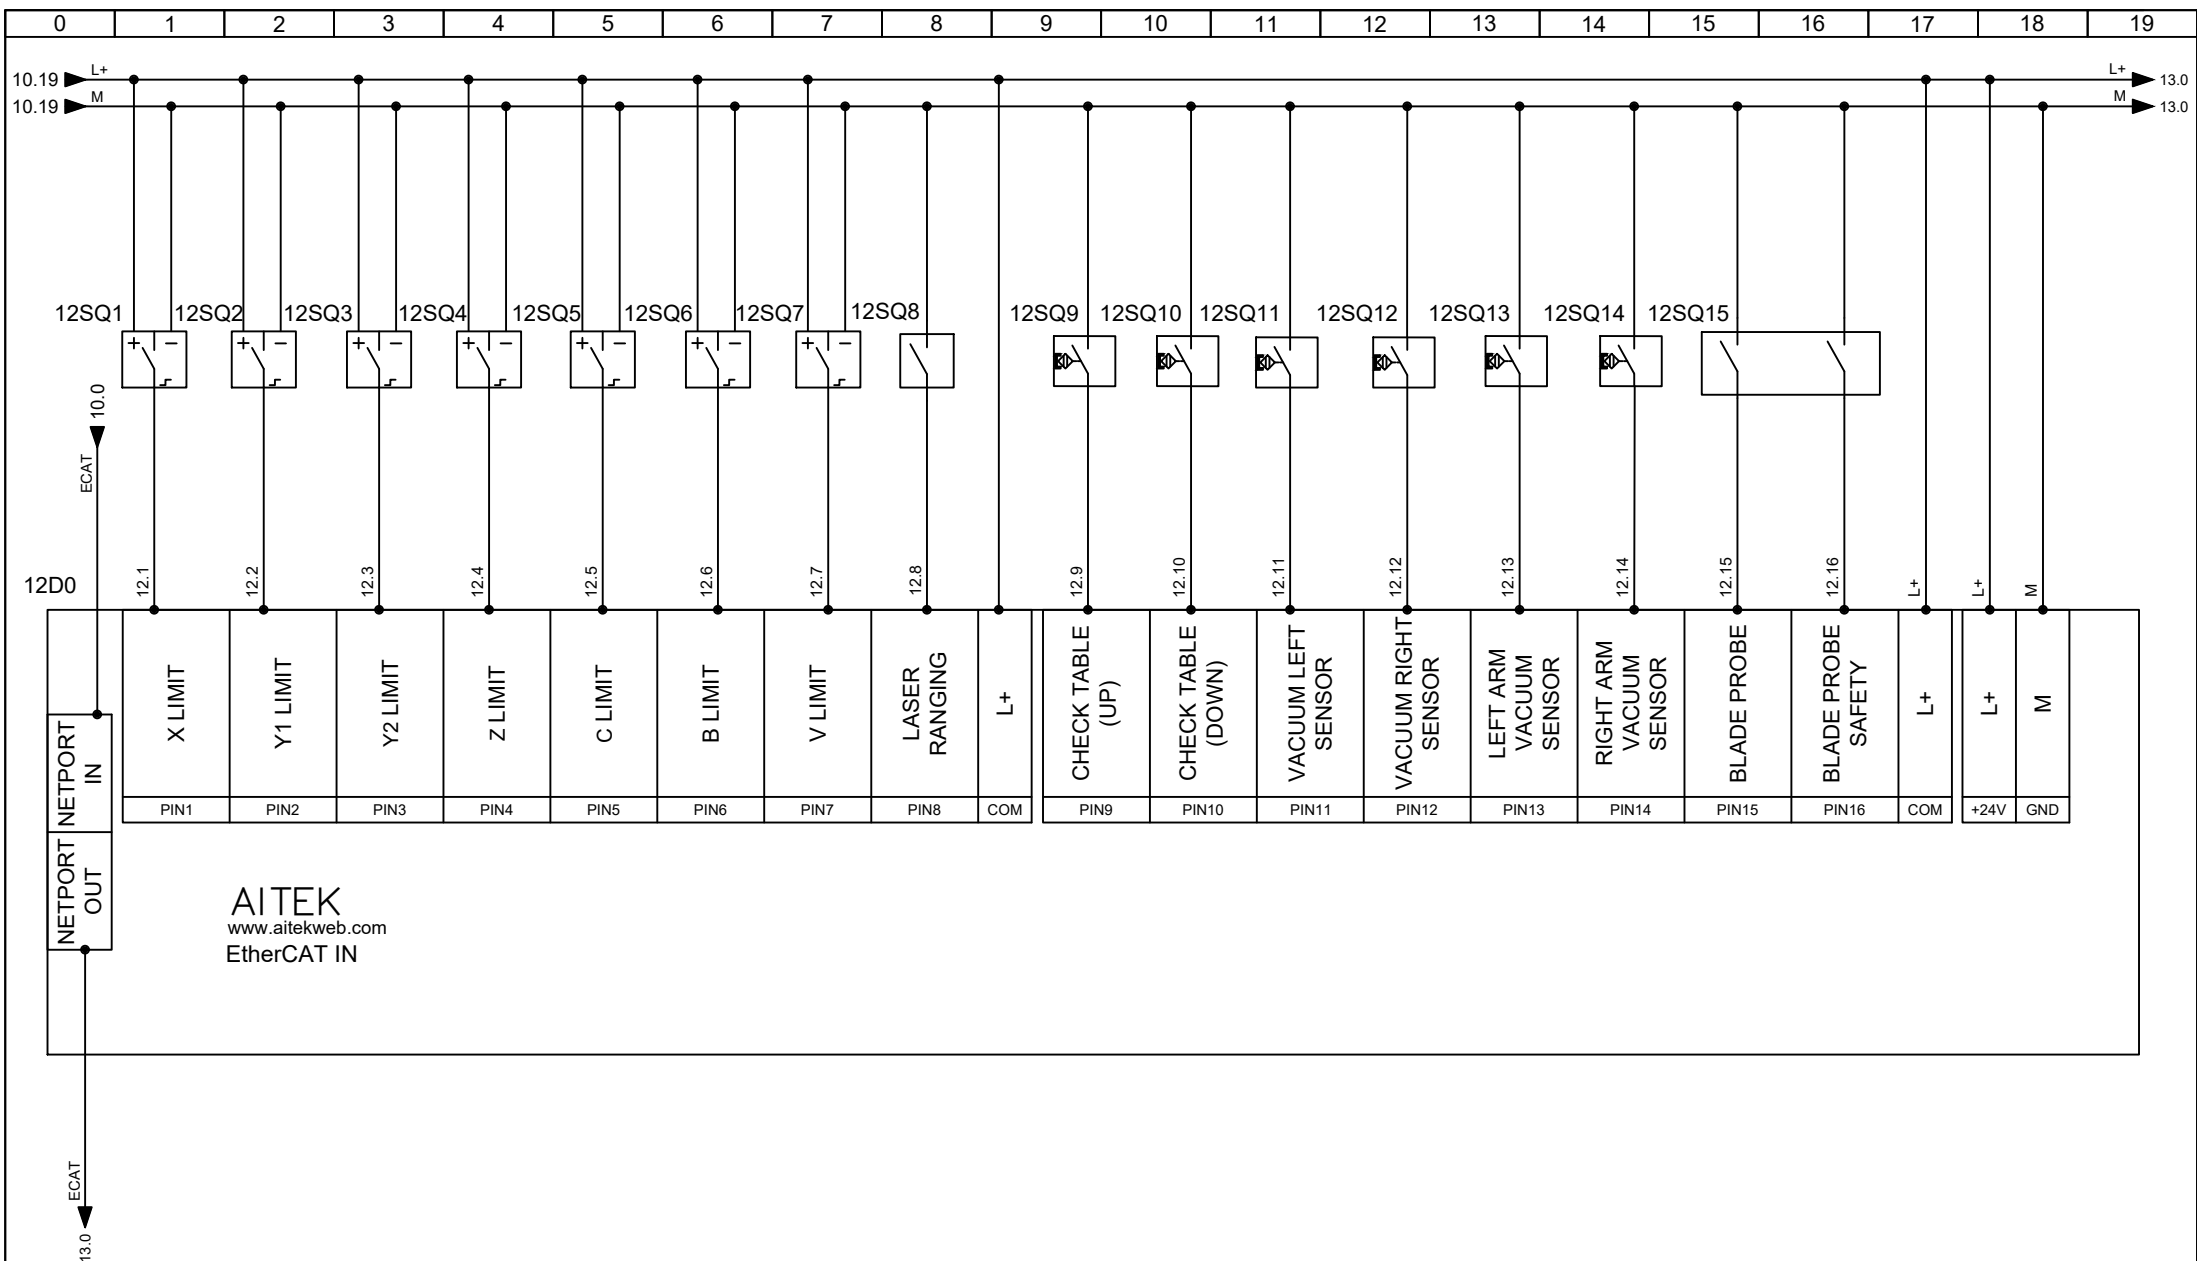 0 1 2 3 4 5 6 7 8 9 10 11 12 13 14 15 16 17 18 19
10.19 L+ L+ 13.0
10.19 M M 13.0
12SQ1 12SQ2 12SQ3 12SQ4 12SQ5 12SQ6 12SQ7 12SQ8 12SQ9 12SQ10 12SQ11 12SQ12 12SQ13 12SQ14 12SQ15
+ − + − + − + − + − + − + −
10.0
ECAT
12D0
12.1 12.2 12.3 12.4 12.5 12.6 12.7 12.8 12.9 12.10 12.11 12.12 12.13 12.14 12.15 12.16 L+ L+ M
NETPORT
IN
X LIMIT
Y1 LIMIT
Y2 LIMIT
Z LIMIT
C LIMIT
B LIMIT
V LIMIT
LASER
RANGING
L+
CHECK TABLE
(UP)
CHECK TABLE
(DOWN)
VACUUM LEFT
SENSOR
VACUUM RIGHT
SENSOR
LEFT ARM
VACUUM
SENSOR
RIGHT ARM
VACUUM
SENSOR
BLADE PROBE
BLADE PROBE
SAFETY
L+
L+
M
PIN1 PIN2 PIN3 PIN4 PIN5 PIN6 PIN7 PIN8 COM PIN9 PIN10 PIN11 PIN12 PIN13 PIN14 PIN15 PIN16 COM +24V GND
NETPORT
OUT
AITEK
www.aitekweb.com
EtherCAT IN
ECAT
13.0